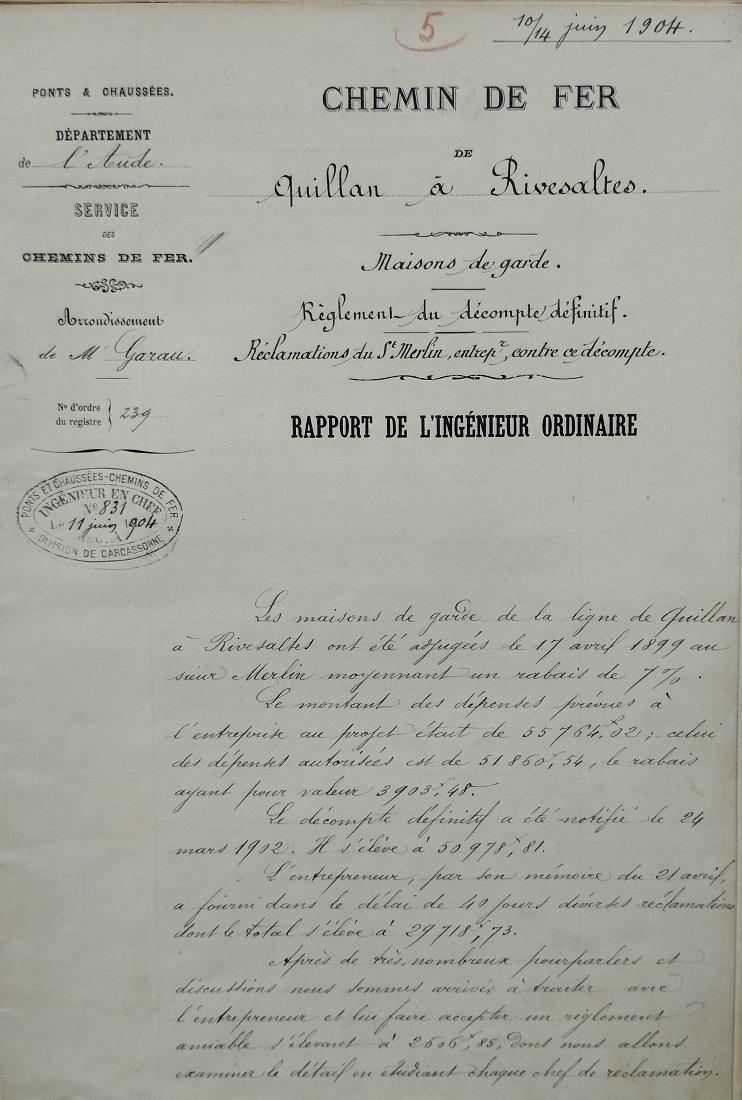 5
10/14 juin 1904.
PONTS & CHAUSSÉES.
DÉPARTEMENT
de l'Aude.
SERVICE
DES
CHEMINS DE FER.
Arrondissement
de Mr Garau.
No d'ordre
du registre } 239
PONTS ET CHAUSSÉES-CHEMINS DE FER
INGÉNIEUR EN CHEF
No 831
Le 11 juin 1904
DIVISION DE CARCASSONNE
CHEMIN DE FER
DE
Quillan à Rivesaltes.
Maisons de garde.
Règlement du décompte définitif.
Réclamations du Sr Merlin, entrepr, contre ce décompte.
RAPPORT DE L'INGÉNIEUR ORDINAIRE
Les maisons de garde de la ligne de Quillan
à Rivesaltes ont été adjugées le 17 avril 1899 au
sieur Merlin moyennant un rabais de 7%.
Le montant des dépenses prévues à
l'entreprise au projet était de 55764f,02; celui
des dépenses autorisées est de 51860f,54, le rabais
ayant pour valeur 3903f,48.
Le décompte définitif a été notifié le 24
mars 1902. Il s'élève à 50978f,81.
L'entrepreneur, par son mémoire du 21 avril,
a fourni dans le délai de 40 jours diverses réclamations
dont le total s'élève à 29718f,73.
Après de très nombreux pourparlers et
discussions nous sommes arrivés à traiter avec
l'entrepreneur et lui faire accepter un règlement
amiable s'élevant à 2606f,85, dont nous allons
examiner le détail en étudiant chaque chef de réclamation.